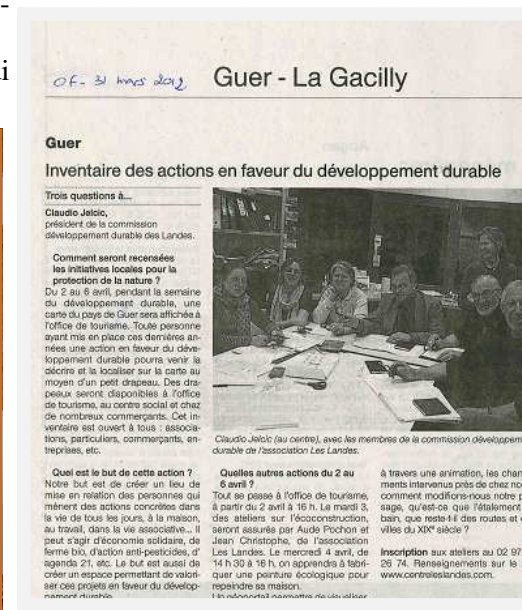 OF - 31 mars 2012
Guer - La Gacilly
Guer
Inventaire des actions en faveur du développement durable
Trois questions à...
Claudio Jelcic,
président de la commission
développement durable des Landes.
Comment seront recensées
les initiatives locales pour la
protection de la nature ?
Du 2 au 6 avril, pendant la semaine
du développement durable, une
carte du pays de Guer sera affichée à
l'office de tourisme. Toute personne
ayant mis en place ces dernières an-
nées une action en faveur du déve-
loppement durable pourra venir la
décrire et la localiser sur la carte au
moyen d'un petit drapeau. Des dra-
peaux seront disponibles à l'office
de tourisme, au centre social et chez
de nombreux commerçants. Cet in-
ventaire est ouvert à tous : associa-
tions, particuliers, commerçants, en-
treprises, etc.
Quel est le but de cette action ?
Notre but est de créer un lieu de
mise en relation des personnes qui
mènent des actions concrètes dans
la vie de tous les jours, à la maison,
au travail, dans la vie associative... Il
peut s'agir d'économie solidaire, de
ferme bio, d'action anti-pesticides, d'
agenda 21, etc. Le but est aussi de
créer un espace permettant de valori-
ser ces projets en faveur du dévelop-
pement durable.
Claudio Jelcic (au centre), avec les membres de la commission développem
durable de l'association Les Landes.
Quelles autres actions du 2 au
6 avril ?
Tout se passe à l'office de tourisme,
à partir du 2 avril à 16 h. Le mardi 3,
des ateliers sur l'écoconstruction,
seront assurés par Aude Pochon et
Jean Christophe, de l'association
Les Landes. Le mercredi 4 avril, de
14 h 30 à 16 h, on apprendra à fabri-
quer une peinture écologique pour
repeindre sa maison.
Un géoportail permettra de visualiser
à travers une animation, les chan
ments intervenus près de chez no
comment modifions-nous notre p
sage, qu'est-ce que l'étalement
bain, que reste-t-il des routes et
villes du XIXe siècle ?
Inscription aux ateliers au 02 97
26 74. Renseignements sur le
www.centreleslandes.com.